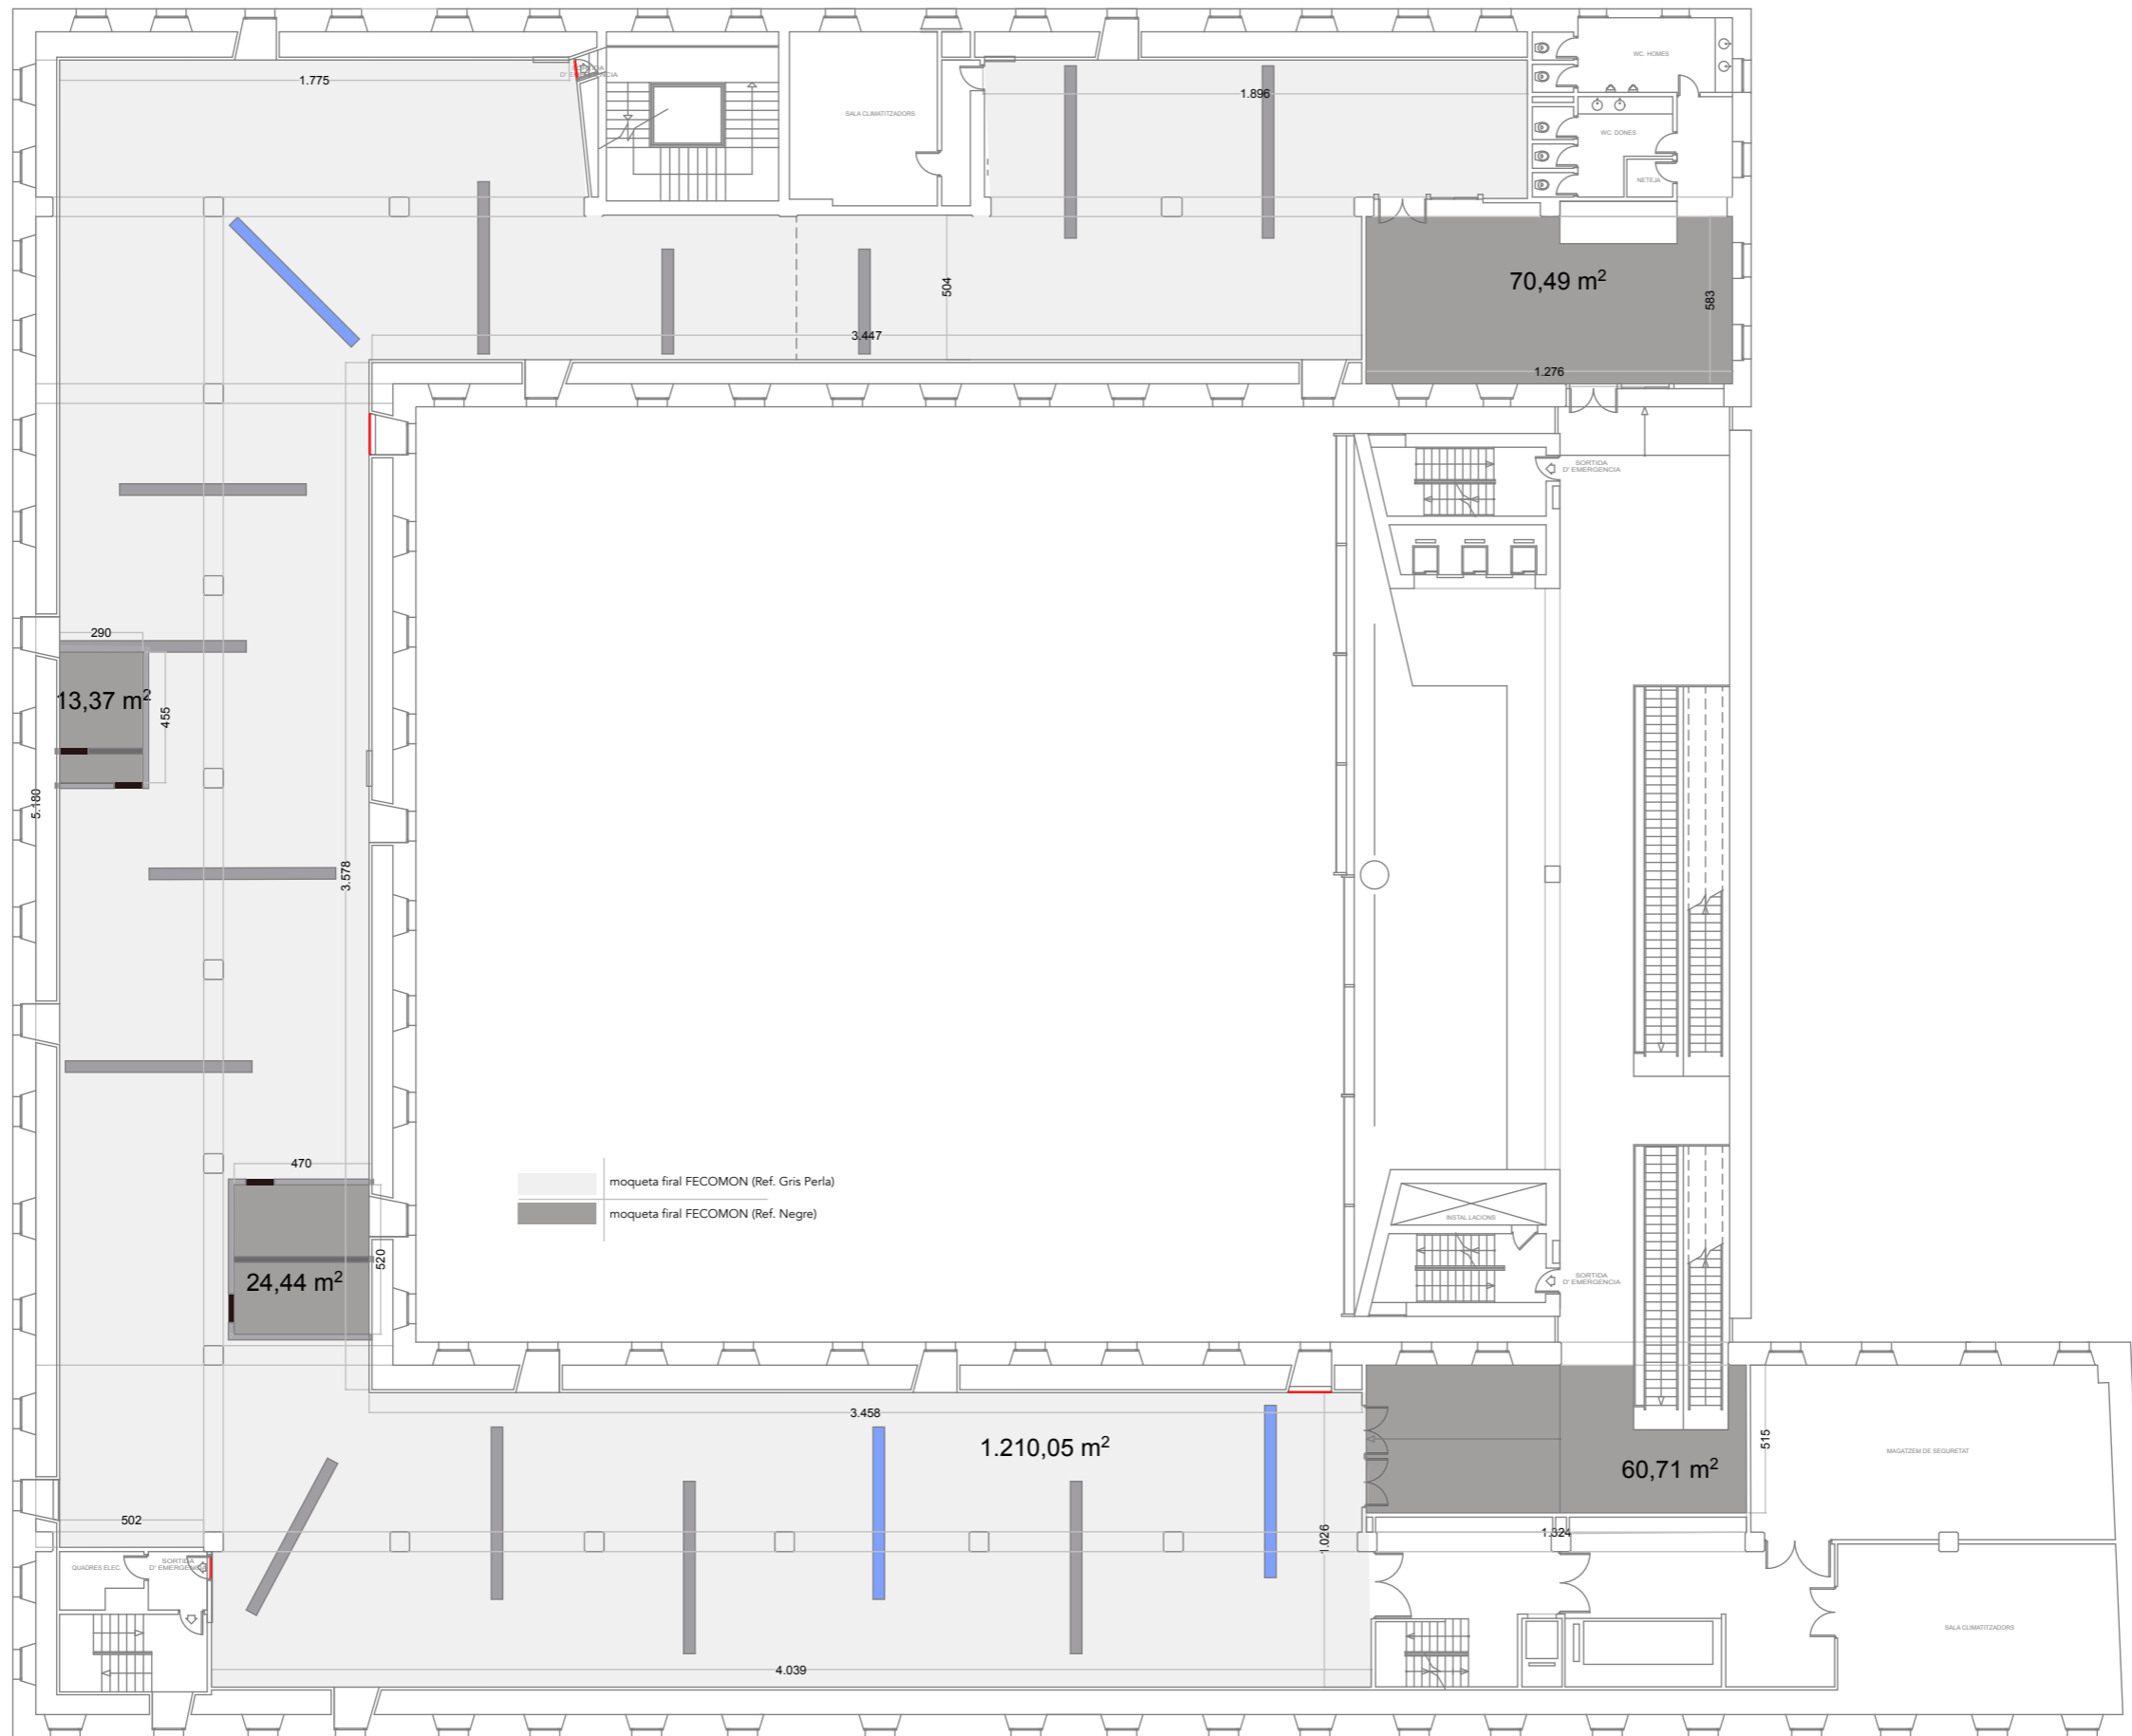 WC. HOMES
SORTIDA
D' EMERGENCIA
1.775
1.896
SALA CLIMATITZADORS
WC. DONES
NETEJA
70,49 m²
504
583
3.447
1.276
SORTIDA
D' EMERGENCIA
290
13,37 m²
455
5.180
3.578
470
moqueta firal FECOMON (Ref. Gris Perla)
moqueta firal FECOMON (Ref. Negre)
INSTAL.LACIONS
520
24,44 m²
SORTIDA
D' EMERGENCIA
3.458
1.210,05 m²
515
MAGATZEM DE SEGURETAT
60,71 m²
502
1.026
1.324
QUADRES ELEC.
SORTIDA
D' EMERGENCIA
SALA CLIMATITZADORS
4.039